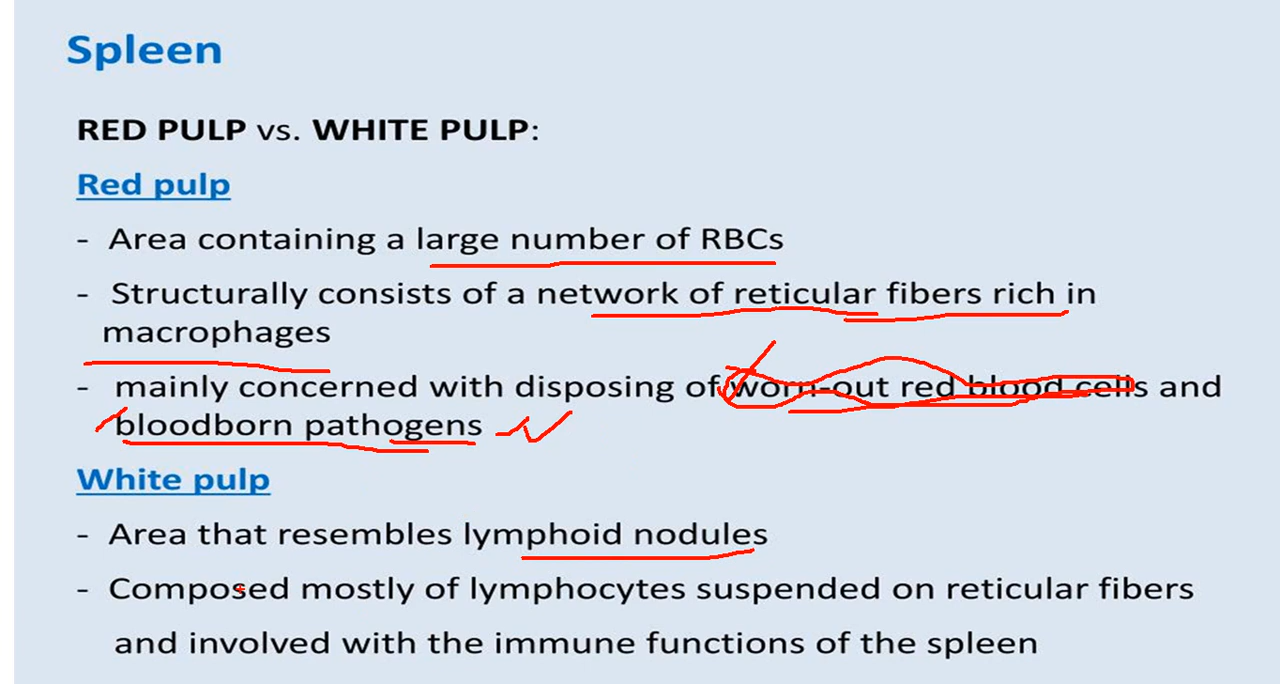 Spleen
RED PULP vs. WHITE PULP:
Red pulp
- Area containing a large number of RBCs
- Structurally consists of a network of reticular fibers rich in
macrophages
- mainly concerned with disposing of worn-out red blood cells and
bloodborn pathogens
White pulp
- Area that resembles lymphoid nodules
- Composed mostly of lymphocytes suspended on reticular fibers
and involved with the immune functions of the spleen